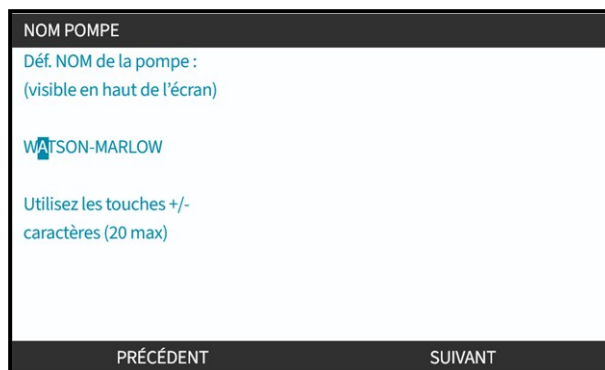 NOM POMPE
Déf. NOM de la pompe :
(visible en haut de l’écran)
WATSON-MARLOW
Utilisez les touches +/-
caractères (20 max)
PRÉCÉDENT SUIVANT